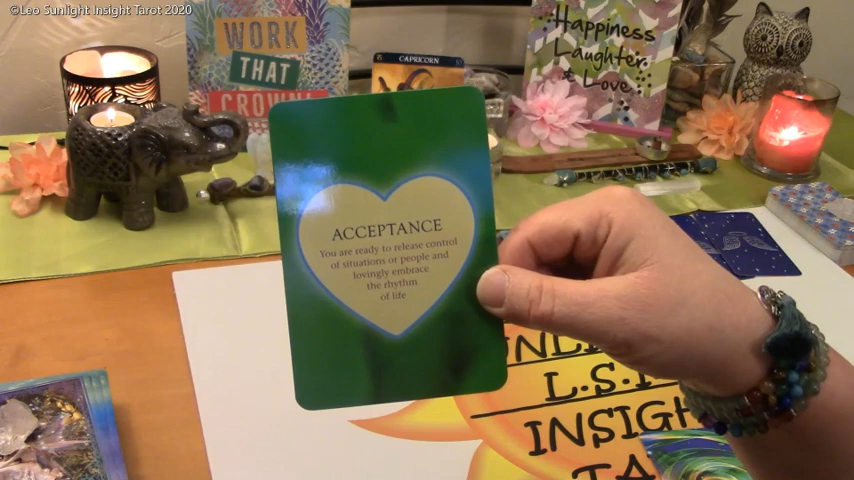 ©Leo Sunlight Insight Tarot 2020
WORK
THAT
CROWN!
CAPRICORN
Happiness
Laughter
& Love.
ACCEPTANCE
You are ready to release control
of situations or people and
lovingly embrace
the rhythm
of life
L.S.I.
INSIGH
TA